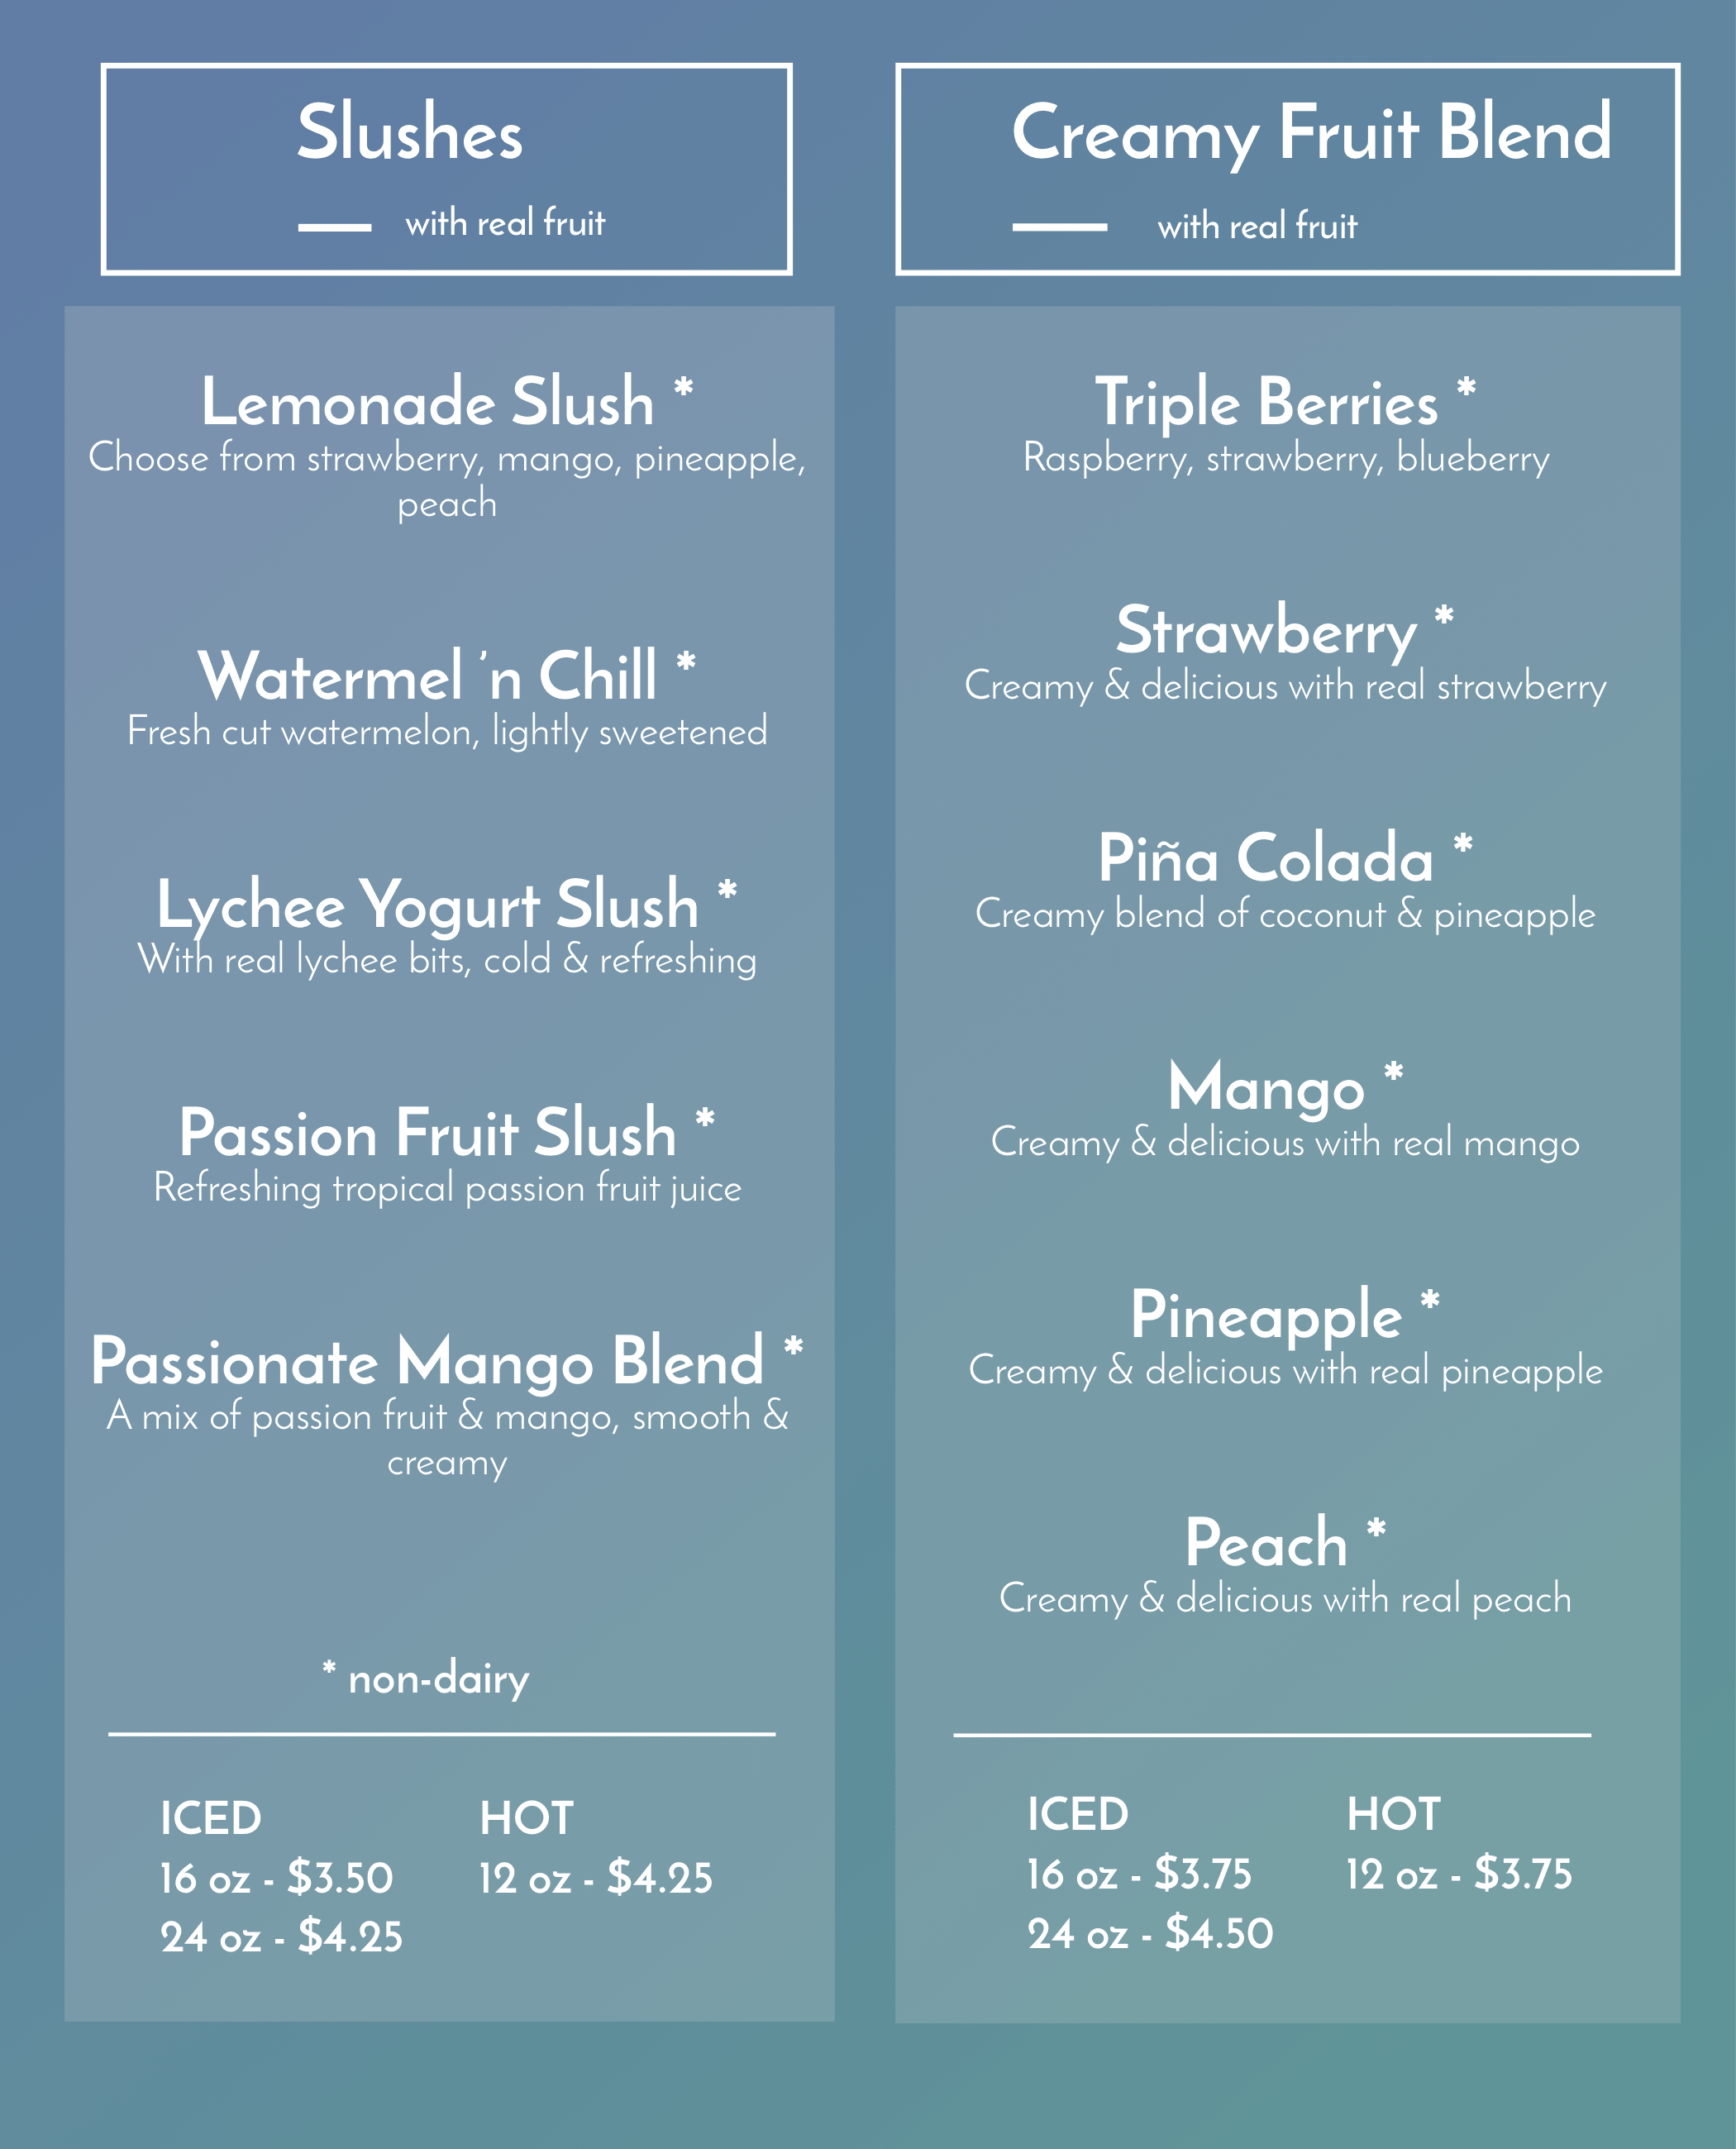 Slushes
with real fruit
Lemonade Slush *
Choose from strawberry, mango, pineapple,
peach
Watermel 'n Chill *
Fresh cut watermelon, lightly sweetened
Lychee Yogurt Slush *
With real lychee bits, cold & refreshing
Passion Fruit Slush *
Refreshing tropical passion fruit juice
Passionate Mango Blend *
A mix of passion fruit & mango, smooth &
creamy
* non-dairy
ICED
16 oz - $3.50
24 oz - $4.25
HOT
12 oz - $4.25
Creamy Fruit Blend
with real fruit
Triple Berries *
Raspberry, strawberry, blueberry
Strawberry *
Creamy & delicious with real strawberry
Piña Colada *
Creamy blend of coconut & pineapple
Mango *
Creamy & delicious with real mango
Pineapple *
Creamy & delicious with real pineapple
Peach *
Creamy & delicious with real peach
ICED
16 oz - $3.75
24 oz - $4.50
HOT
12 oz - $3.75